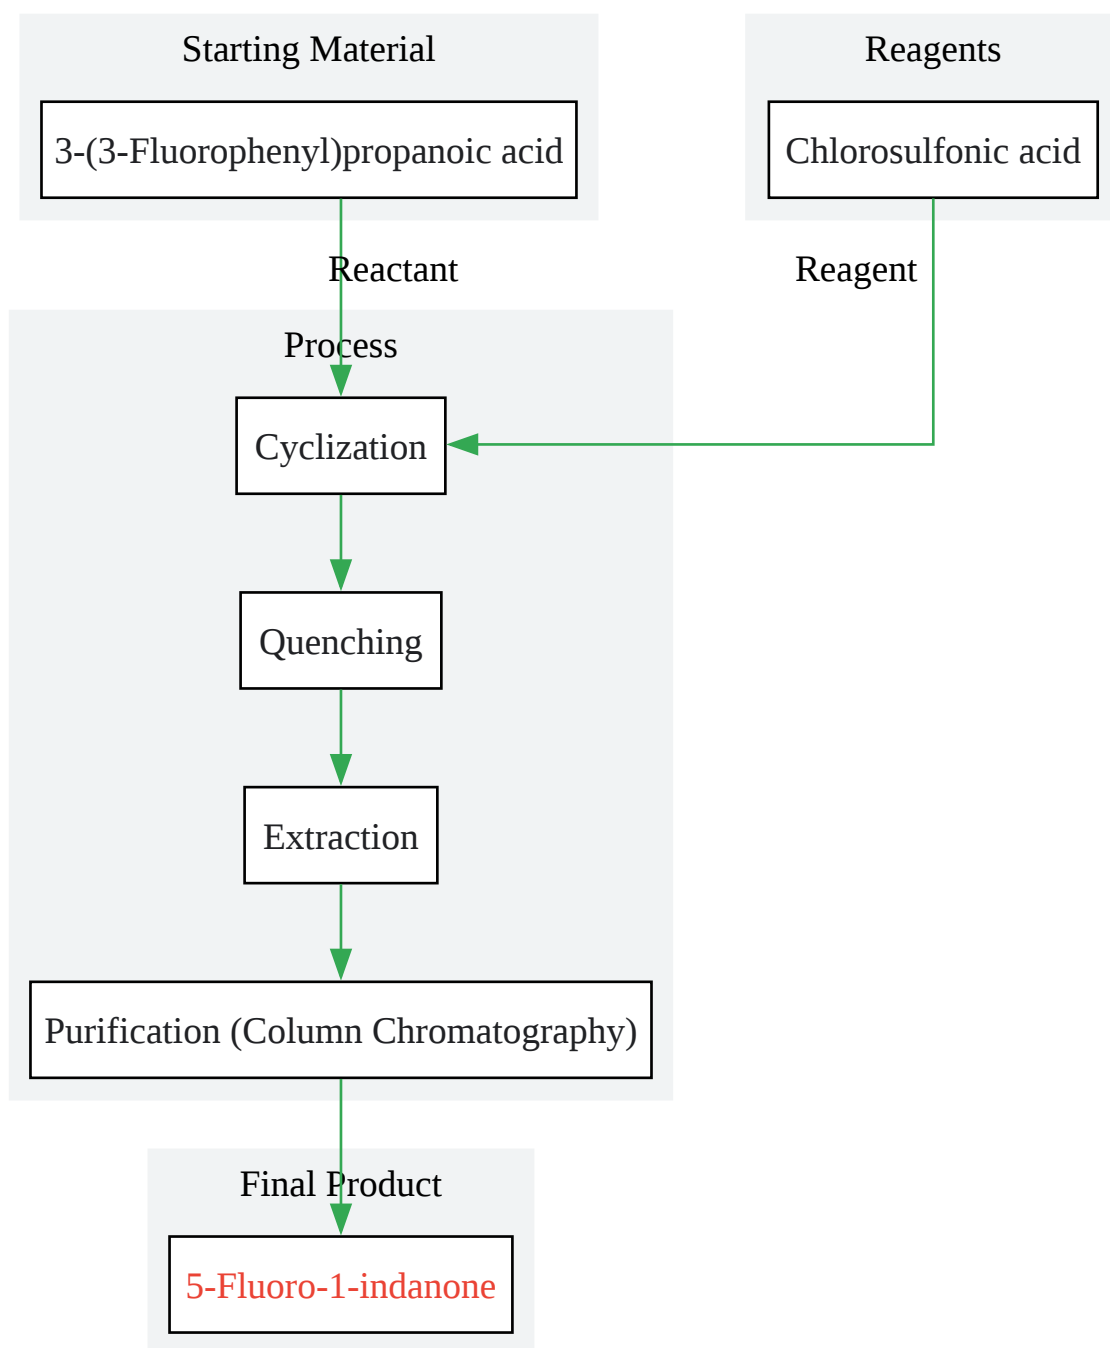 Starting Material
Reagents
3-(3-Fluorophenyl)propanoic acid
Chlorosulfonic acid
Reactant
Reagent
Process
Cyclization
Quenching
Extraction
Purification (Column Chromatography)
Final Product
5-Fluoro-1-indanone